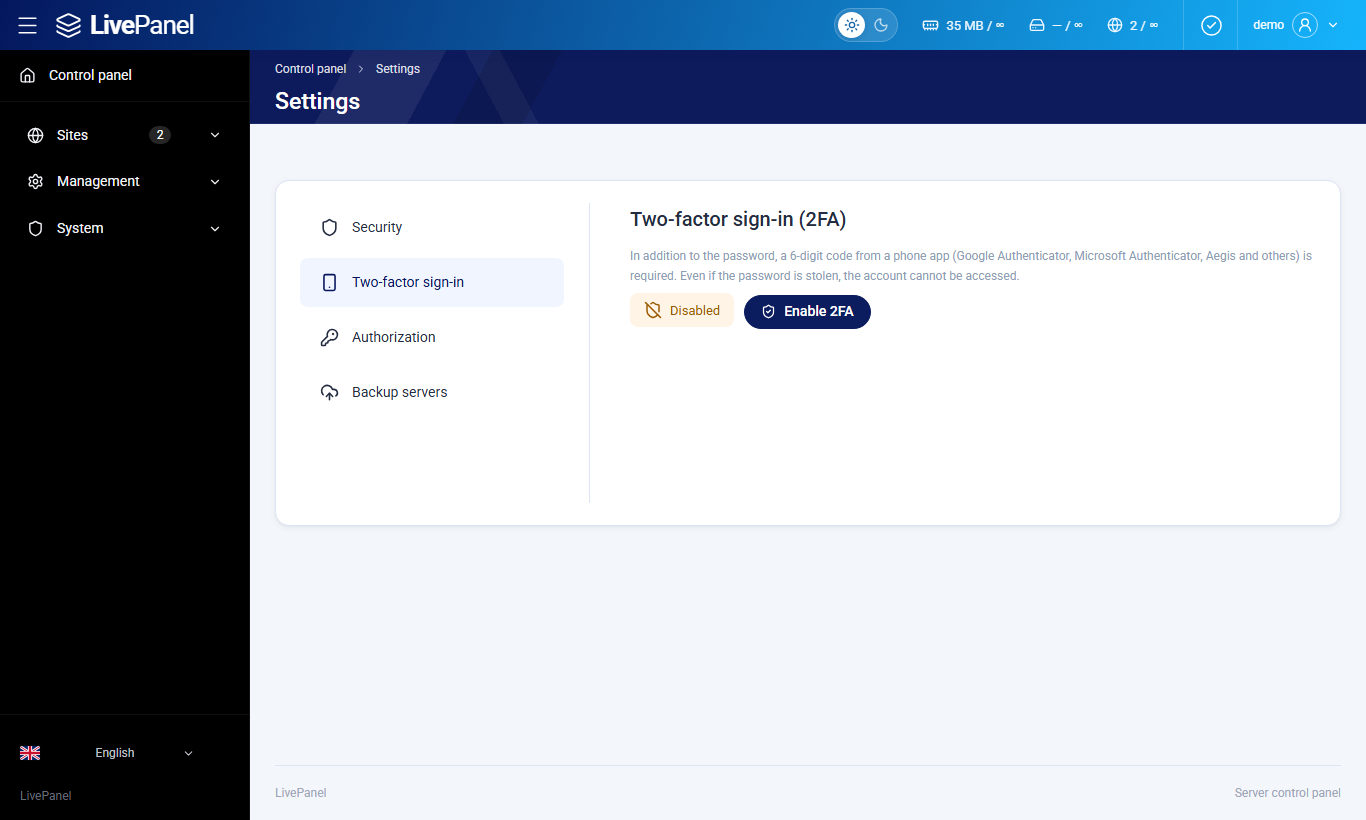 LivePanel
35 MB / ∞
— / ∞
2 / ∞
demo
Control panel
Sites
2
Management
System
English
LivePanel
Control panel > Settings
Settings
Security
Two-factor sign-in
Authorization
Backup servers
Two-factor sign-in (2FA)
In addition to the password, a 6-digit code from a phone app (Google Authenticator, Microsoft Authenticator, Aegis and others) is
required. Even if the password is stolen, the account cannot be accessed.
Disabled
Enable 2FA
LivePanel
Server control panel